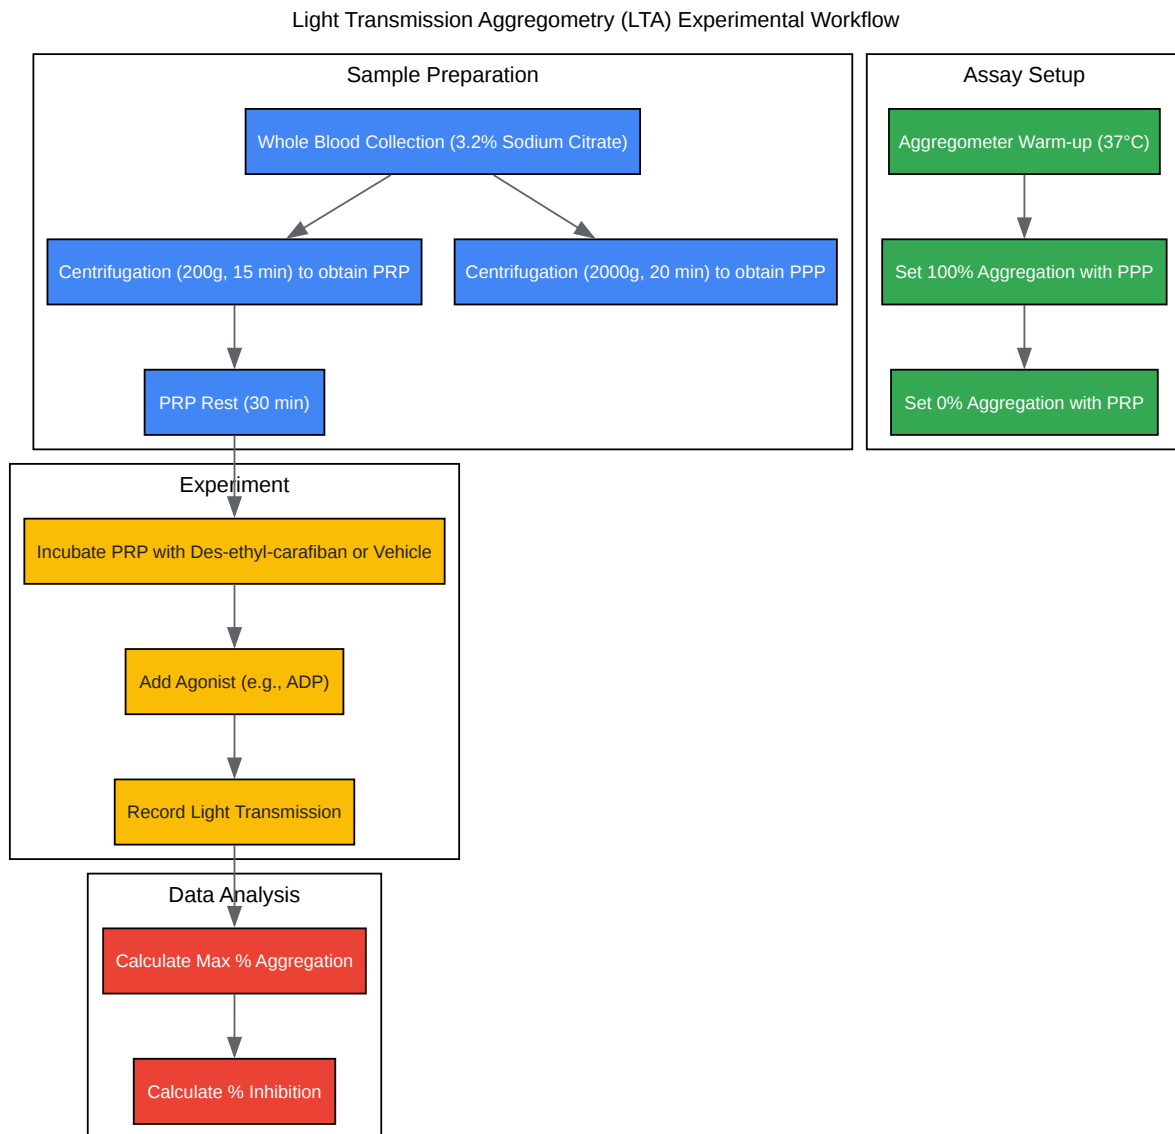 Light Transmission Aggregometry (LTA) Experimental Workflow
Sample Preparation
Whole Blood Collection (3.2% Sodium Citrate)
Centrifugation (200g, 15 min) to obtain PRP
Centrifugation (2000g, 20 min) to obtain PPP
PRP Rest (30 min)
Assay Setup
Aggregometer Warm-up (37°C)
Set 100% Aggregation with PPP
Set 0% Aggregation with PRP
Experiment
Incubate PRP with Des-ethyl-carafiban or Vehicle
Add Agonist (e.g., ADP)
Record Light Transmission
Data Analysis
Calculate Max % Aggregation
Calculate % Inhibition